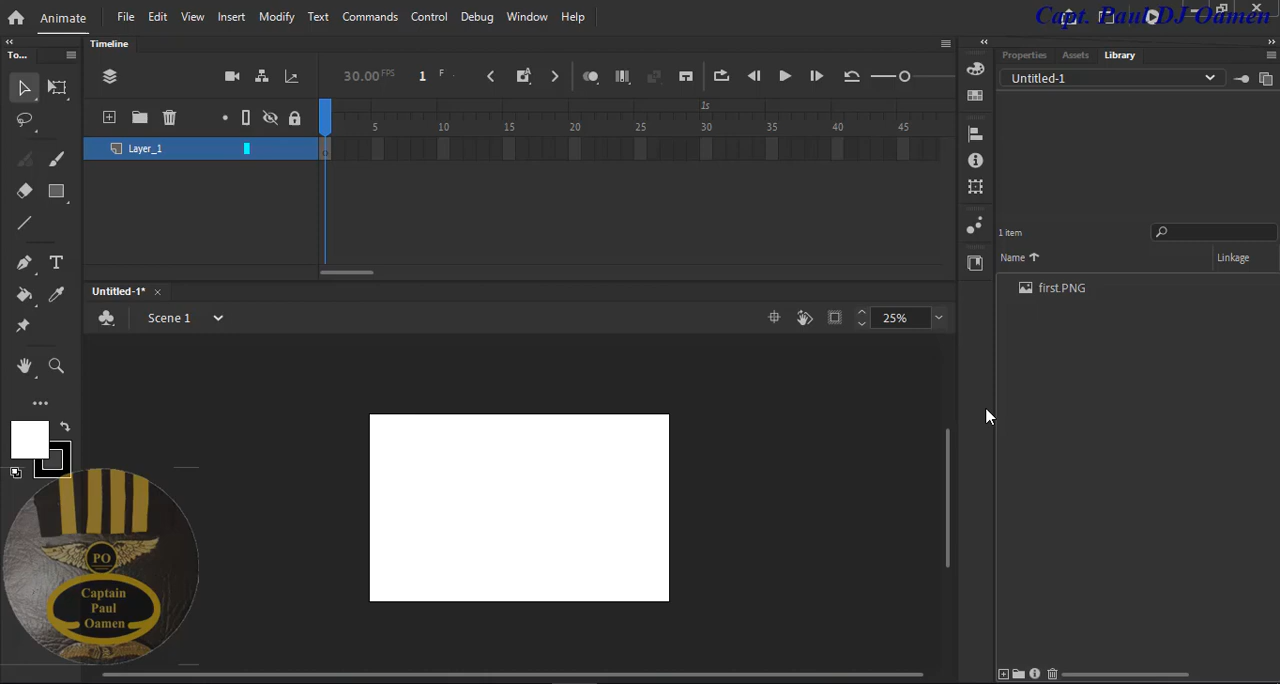 Animate
File
Edit
View
Insert
Modify
Text
Commands
Control
Debug
Window
Help
Capt. Paul DJ Oamen
To...
Timeline
Properties
Assets
Library
30.00 FPS
1
F
Untitled-1
1s
5
10
15
20
25
30
35
40
45
Layer_1
1 item
Name
Linkage
first.PNG
Untitled-1*
Scene 1
25%
PO
Captain
Paul
Oamen